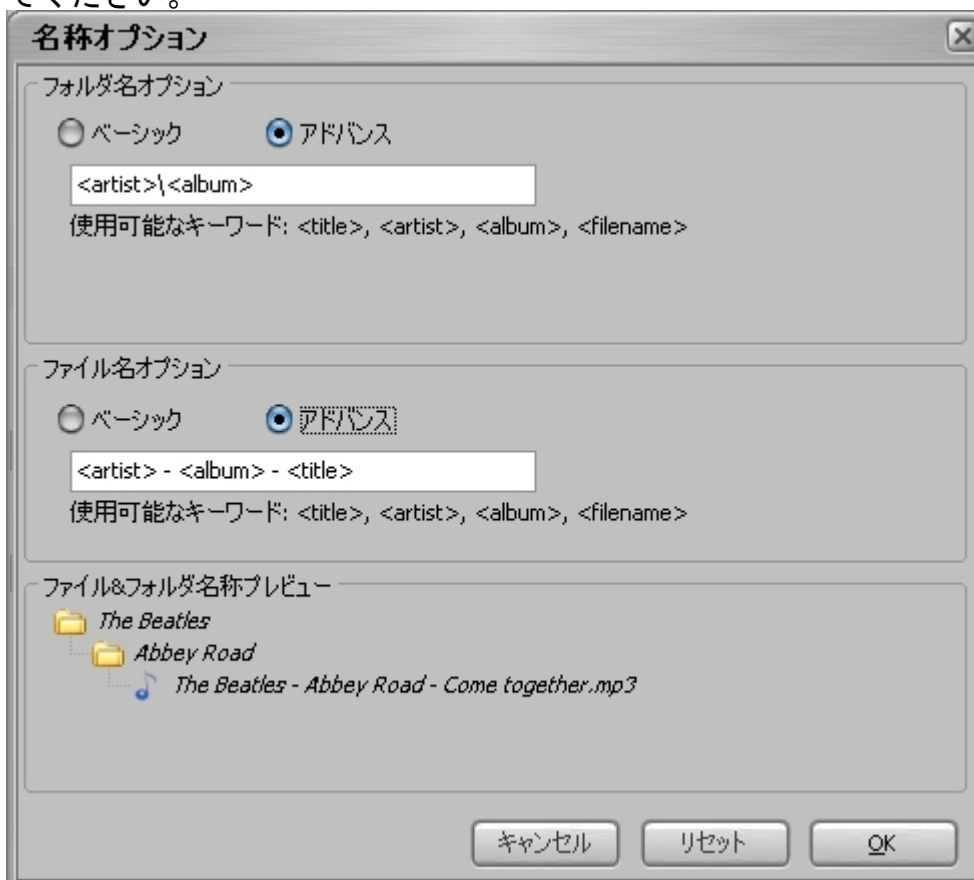 てください。
名称オプション
フォルダ名オプション
ベーシック アドバンス
<artist>\<album>
使用可能なキーワード: <title>, <artist>, <album>, <filename>
ファイル名オプション
ベーシック アドバンス
<artist> - <album> - <title>
使用可能なキーワード: <title>, <artist>, <album>, <filename>
ファイル&フォルダ名称プレビュー
The Beatles
Abbey Road
The Beatles - Abbey Road - Come together.mp3
キャンセル リセット OK